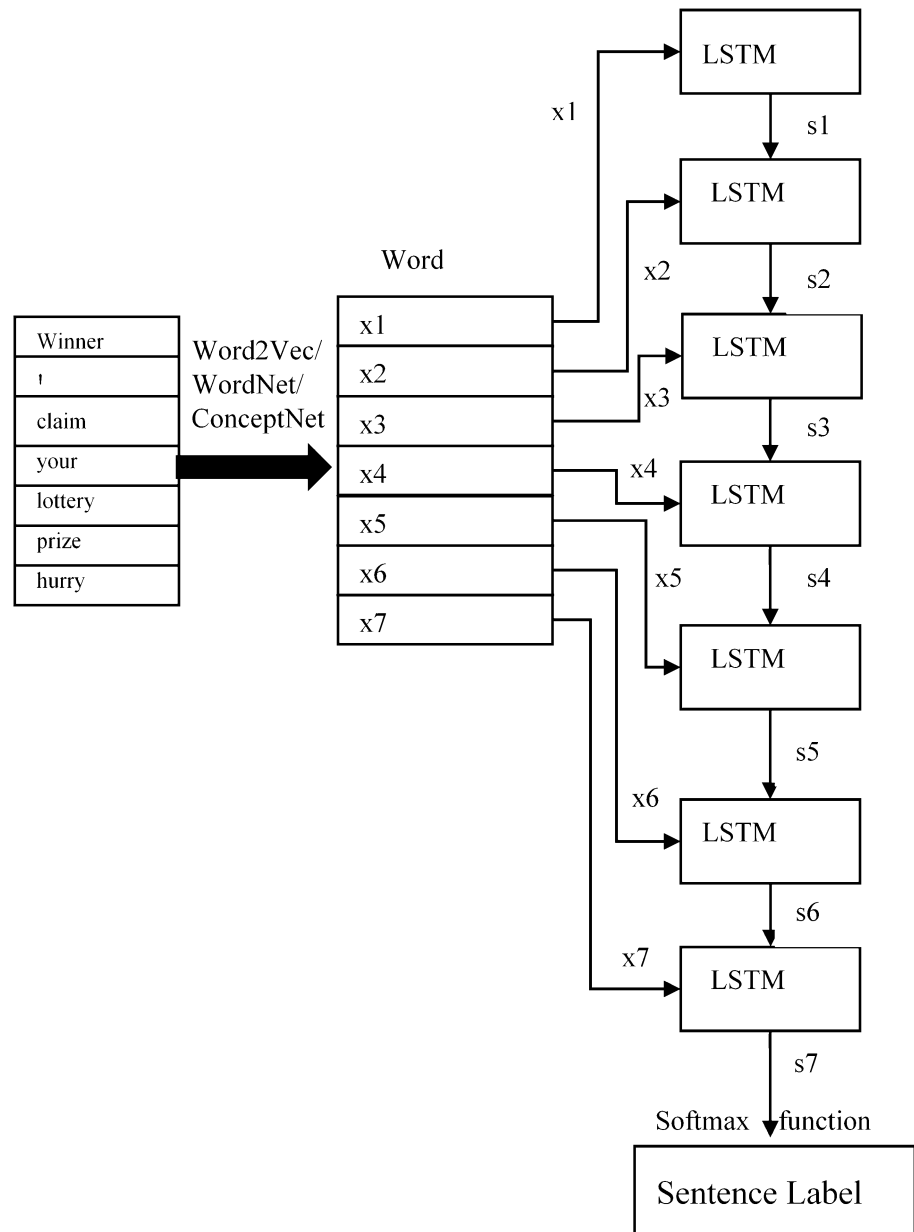 Winner
!
claim
your
lottery
prize
hurry
Word2Vec/
WordNet/
ConceptNet
Word
x1
x2
x3
x4
x5
x6
x7
x1
x2
x3
x4
x5
x6
x7
LSTM
s1
LSTM
s2
LSTM
s3
LSTM
s4
LSTM
s5
LSTM
s6
LSTM
s7
Softmax function
Sentence Label